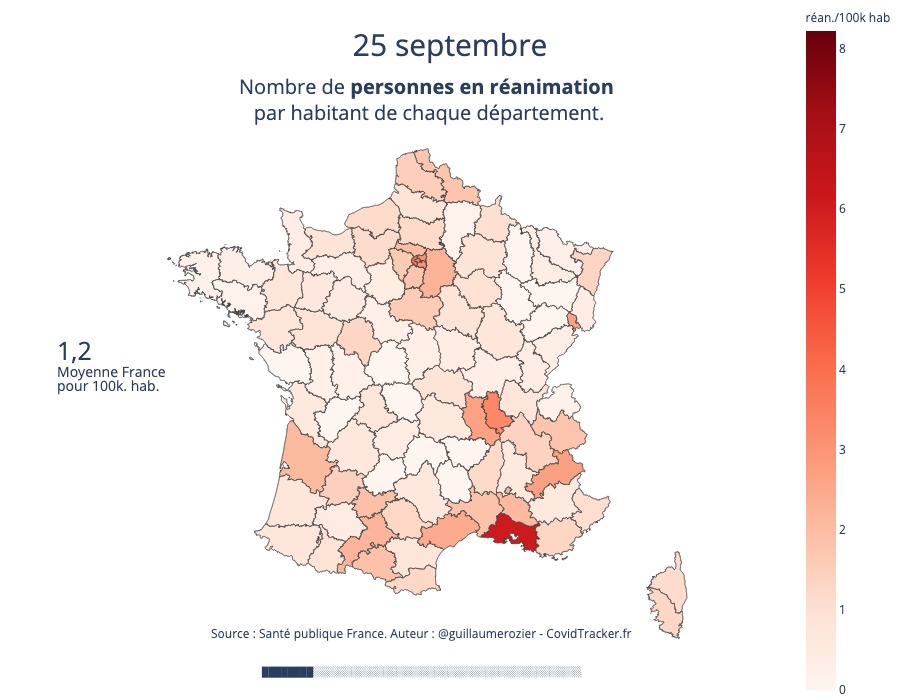 réan./100k hab
25 septembre
Nombre de personnes en réanimation
par habitant de chaque département.
8
7
6
5
4
3
2
1
0
1,2
Moyenne France
pour 100k. hab.
Source : Santé publique France. Auteur : @guillaumerozier - CovidTracker.fr